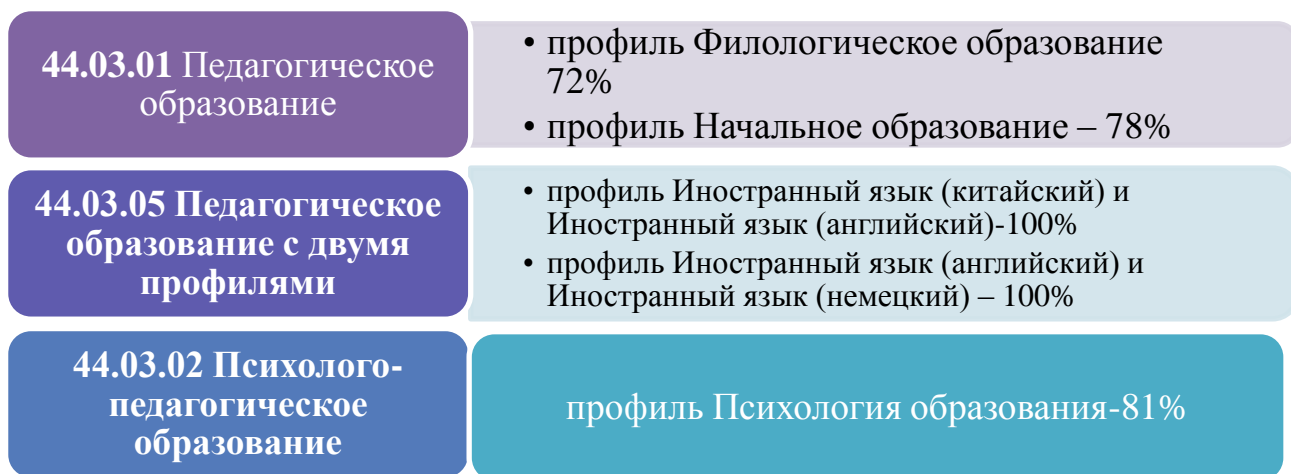 44.03.01 Педагогическое
образование
• профиль Филологическое образование
72%
• профиль Начальное образование – 78%
44.03.05 Педагогическое
образование с двумя
профилями
• профиль Иностранный язык (китайский) и
Иностранный язык (английский)-100%
• профиль Иностранный язык (английский) и
Иностранный язык (немецкий) – 100%
44.03.02 Психолого-
педагогическое
образование
профиль Психология образования-81%